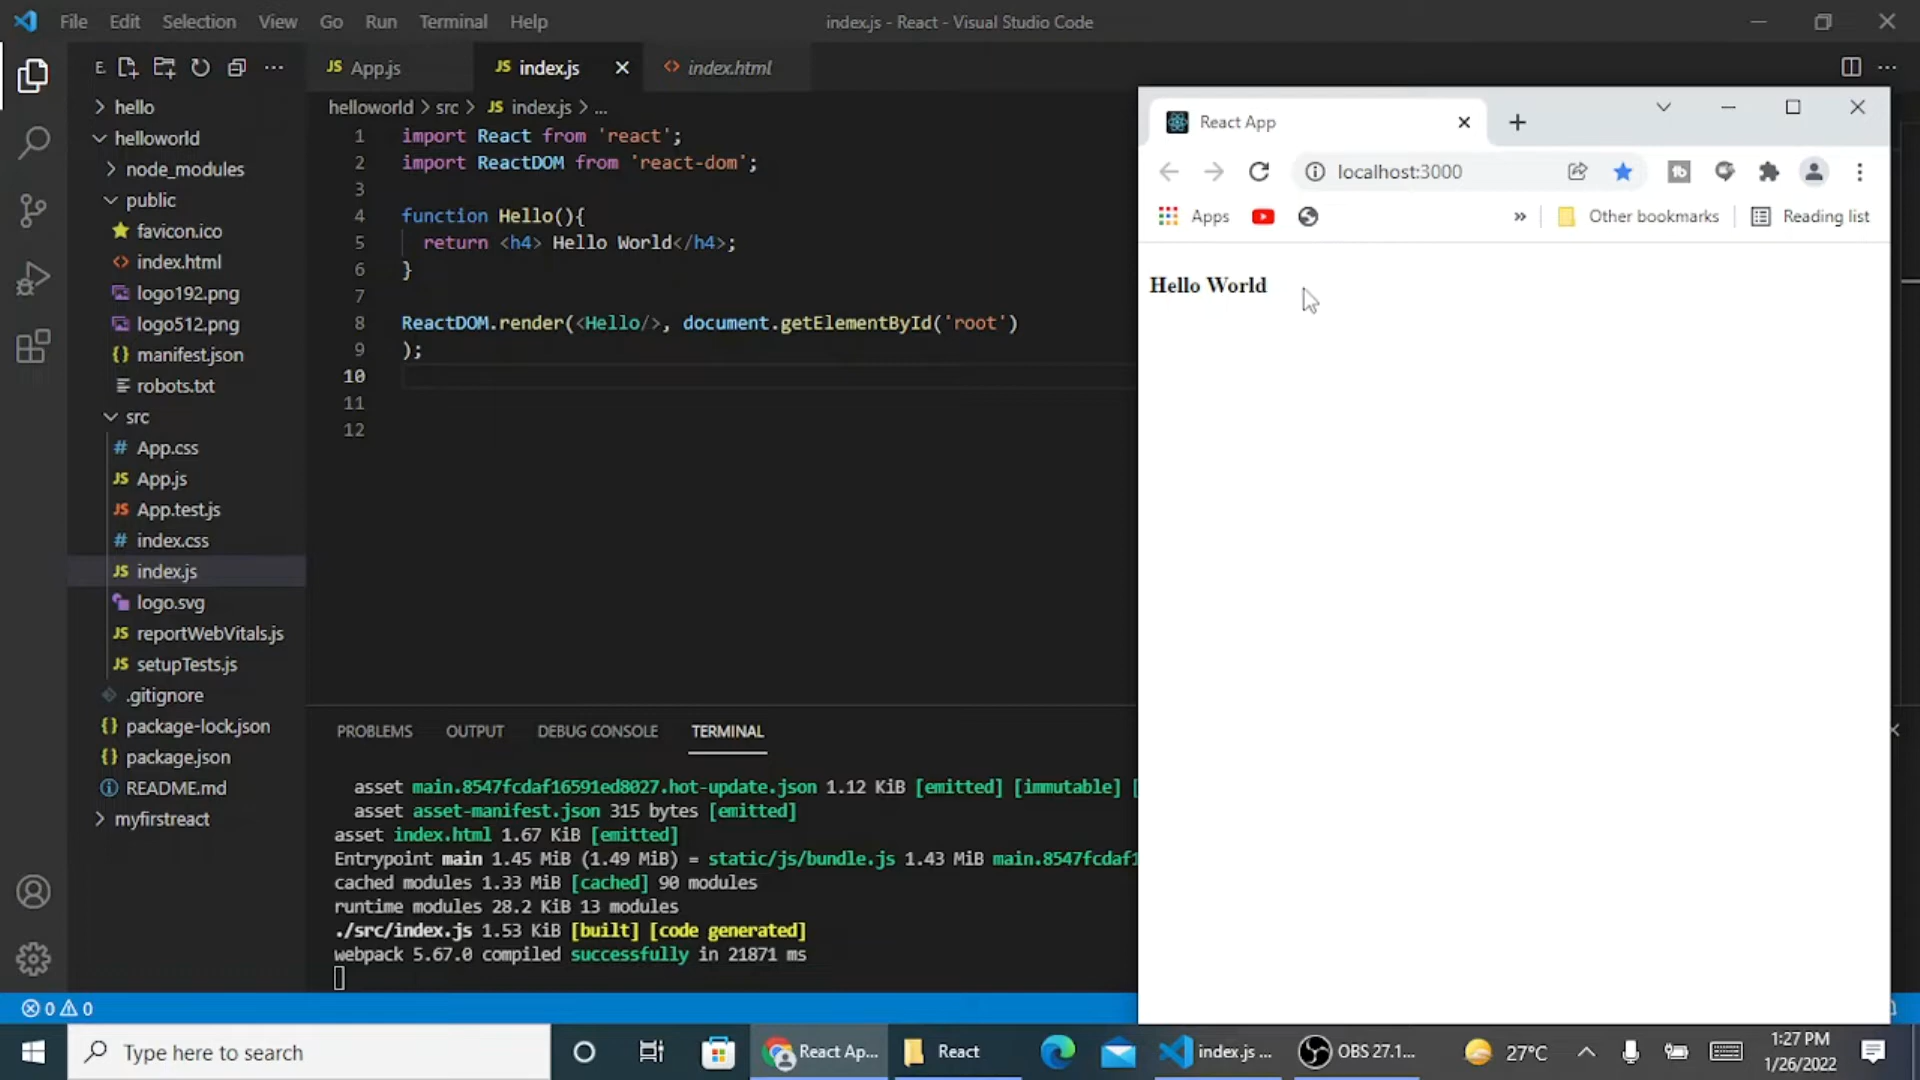 File Edit Selection View Go Run Terminal Help
index.js - React - Visual Studio Code
E
hello
helloworld
node_modules
public
favicon.ico
index.html
logo192.png
logo512.png
manifest.json
robots.txt
src
App.css
App.js
App.test.js
index.css
index.js
logo.svg
reportWebVitals.js
setupTests.js
.gitignore
package-lock.json
package.json
README.md
myfirstreact
JS App.js
JS index.js
index.html
helloworld > src > JS index.js > ...
1 import React from 'react';
2 import ReactDOM from 'react-dom';
3
4 function Hello(){
5 return <h4> Hello World</h4>;
6 }
7
8 ReactDOM.render(<Hello/>, document.getElementById('root')
9 );
10
11
12
PROBLEMS OUTPUT DEBUG CONSOLE TERMINAL
asset main.8547fcdaf16591ed8027.hot-update.json 1.12 KiB [emitted] [immutable] [
asset asset-manifest.json 315 bytes [emitted]
asset index.html 1.67 KiB [emitted]
Entrypoint main 1.45 MiB (1.49 MiB) = static/js/bundle.js 1.43 MiB main.8547fcdaf1
cached modules 1.33 MiB [cached] 90 modules
runtime modules 28.2 KiB 13 modules
./src/index.js 1.53 KiB [built] [code generated]
webpack 5.67.0 compiled successfully in 21871 ms
0 0
React App
localhost:3000
Apps
» Other bookmarks Reading list
Hello World
Type here to search
React Ap...
React
index.js ...
OBS 27.1...
27°C
1:27 PM
1/26/2022